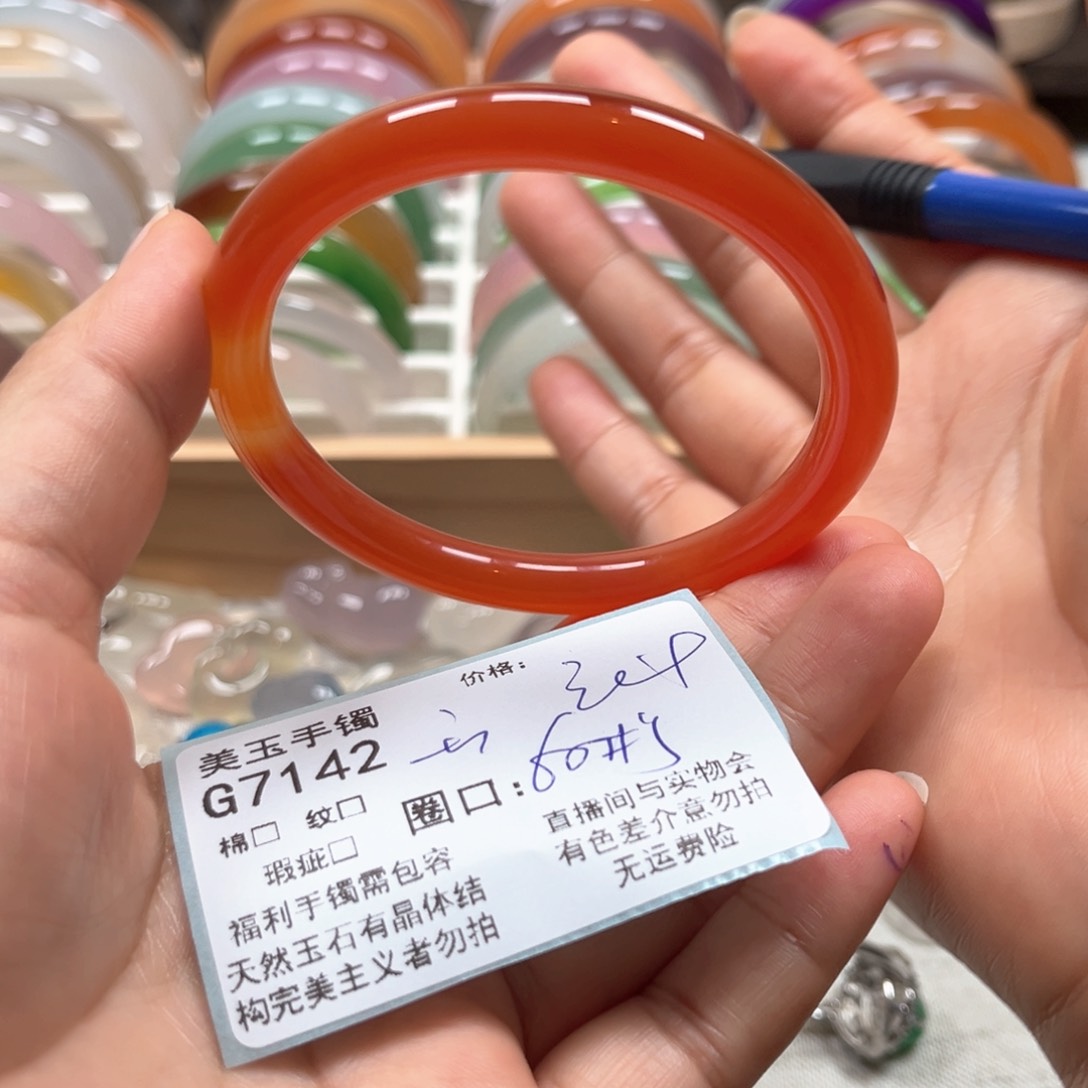 价格:
美玉手镯
G7142
棉□ 纹□ 圈口: 60
瑕疵□
福利手镯需包容
天然玉石有晶体结
构完美主义者勿拍
直播间与实物会
有色差介意勿拍
无运费险